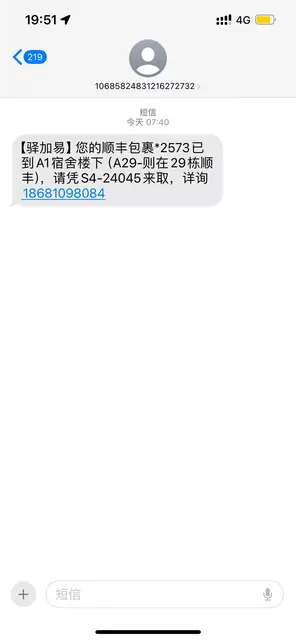 19:51
4G
219
10685824831216272732
短信
今天 07:40
【驿加易】您的顺丰包裹*2573已
到A1宿舍楼下（A29-则在29栋顺
丰），请凭S4-24045来取，详询
18681098084
短信